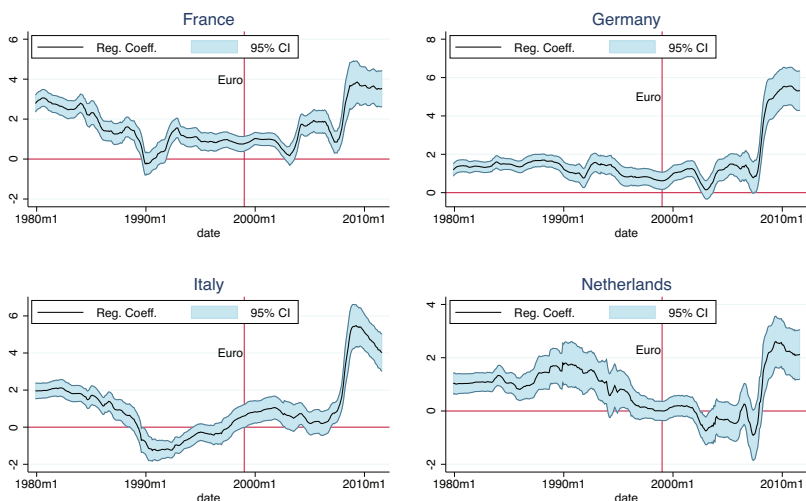 France
6
Reg. Coeff.
95% CI
Euro
4
2
0
-2
1980m1
1990m1
2000m1
2010m1
date
Germany
8
Reg. Coeff.
95% CI
6
Euro
4
2
0
1980m1
1990m1
2000m1
2010m1
date
Italy
6
Reg. Coeff.
95% CI
Euro
4
2
0
-2
1980m1
1990m1
2000m1
2010m1
date
Netherlands
4
Reg. Coeff.
95% CI
Euro
2
0
-2
1980m1
1990m1
2000m1
2010m1
date